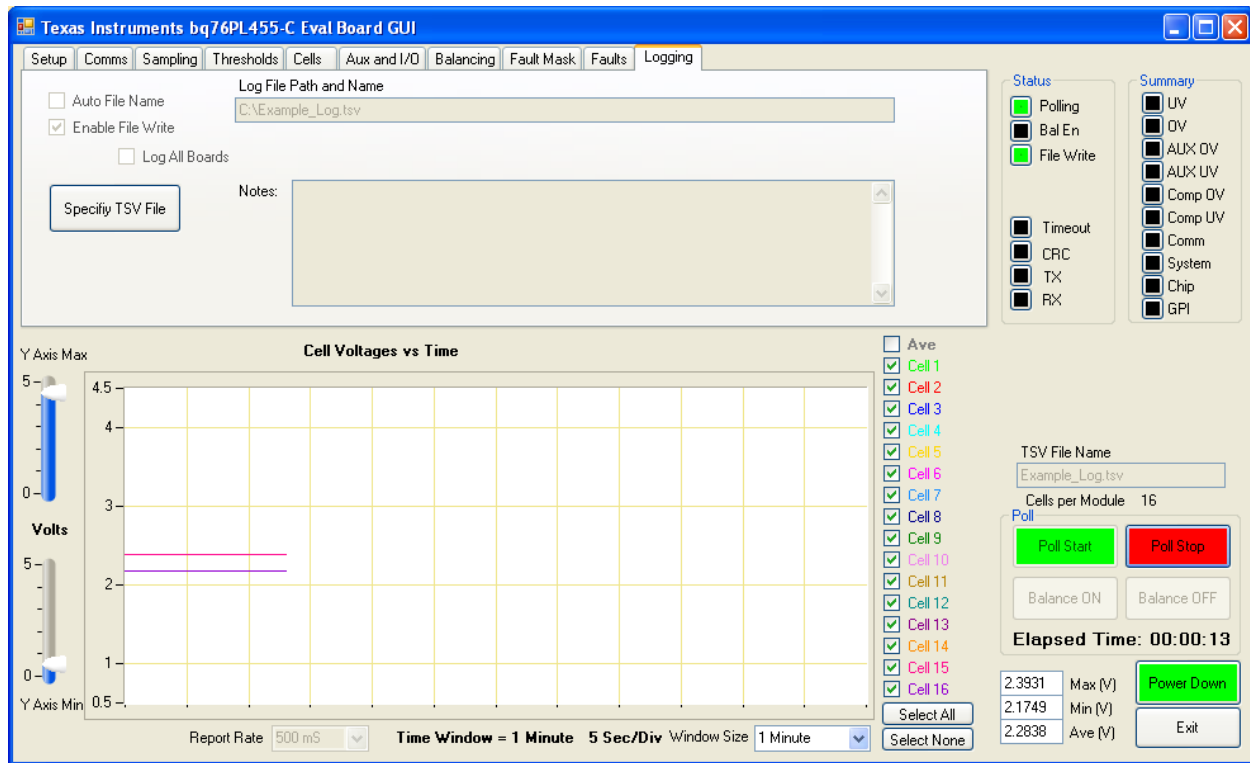 Texas Instruments bq76PL455-C Eval Board GUI
Setup Comms Sampling Thresholds Cells Aux and I/O Balancing Fault Mask Faults Logging
Auto File Name
Enable File Write
Log All Boards
Log File Path and Name
C:\Example_Log.tsv
Specifiy TSV File
Notes:
Status
Polling
Bal En
File Write
Timeout
CRC
TX
RX
Summary
UV
OV
AUX OV
AUX UV
Comp OV
Comp UV
Comm
System
Chip
GPI
Y Axis Max
5
0
Volts
5
0
Y Axis Min
Cell Voltages vs Time
4.5
4
3
2
1
0.5
Ave
Cell 1
Cell 2
Cell 3
Cell 4
Cell 5
Cell 6
Cell 7
Cell 8
Cell 9
Cell 10
Cell 11
Cell 12
Cell 13
Cell 14
Cell 15
Cell 16
Select All
Select None
Report Rate 500 mS
Time Window = 1 Minute 5 Sec/Div
Window Size 1 Minute
TSV File Name
Example_Log.tsv
Cells per Module 16
Poll
Poll Start Poll Stop
Balance ON Balance OFF
Elapsed Time: 00:00:13
2.3931 Max (V)
2.1749 Min (V)
2.2838 Ave (V)
Power Down
Exit